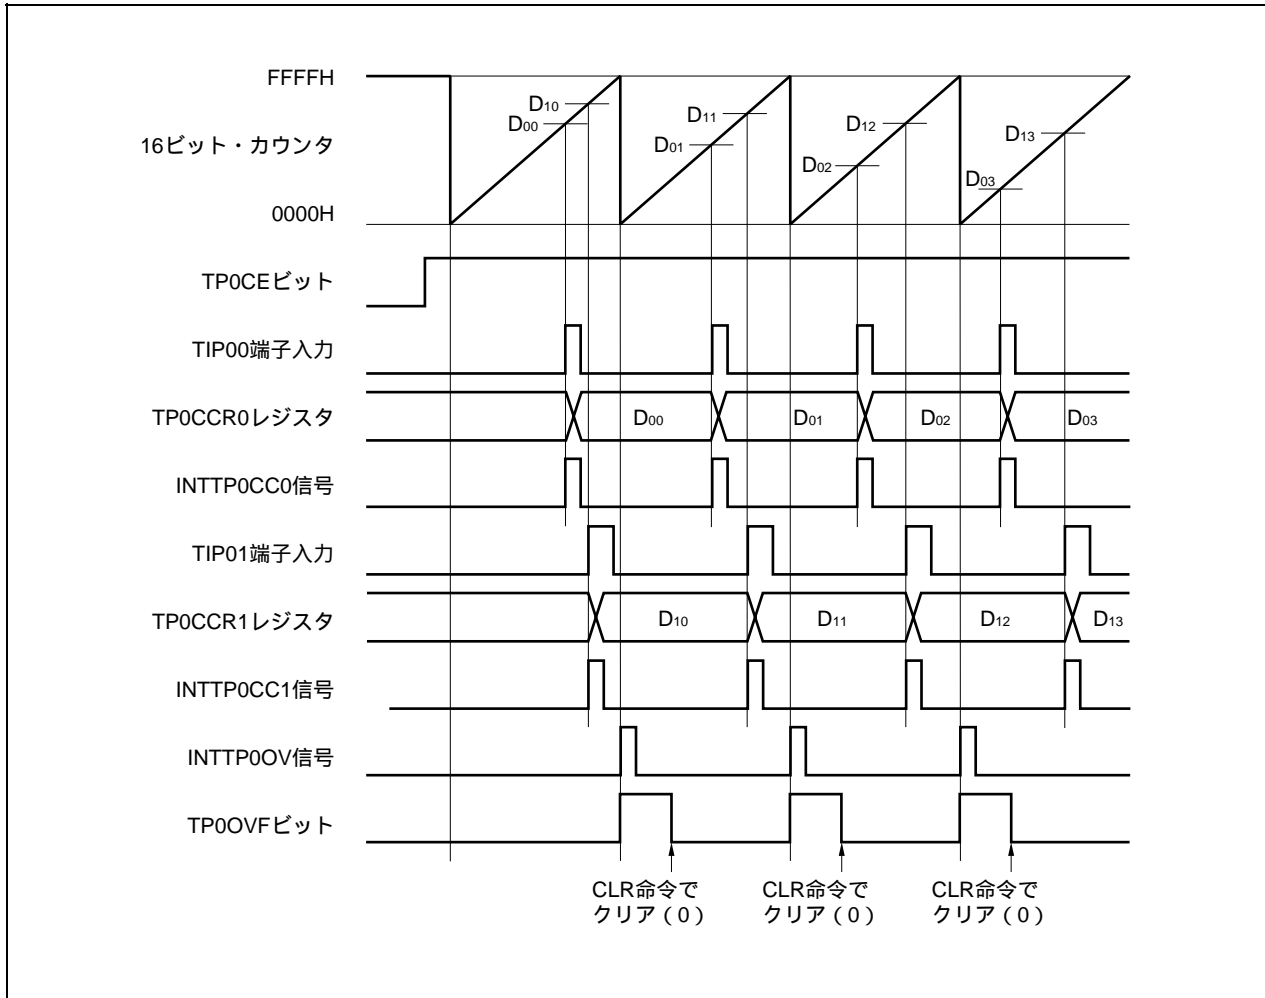 FFFFH
D10
D00
D11
D01
D12
D02
D13
D03
16ビット・カウンタ
0000H
TP0CEビット
TIP00端子入力
TP0CCR0レジスタ
D00
D01
D02
D03
INTTP0CC0信号
TIP01端子入力
TP0CCR1レジスタ
D10
D11
D12
D13
INTTP0CC1信号
INTTP0OV信号
TP0OVFビット
CLR命令で
クリア(0)
CLR命令で
クリア(0)
CLR命令で
クリア(0)